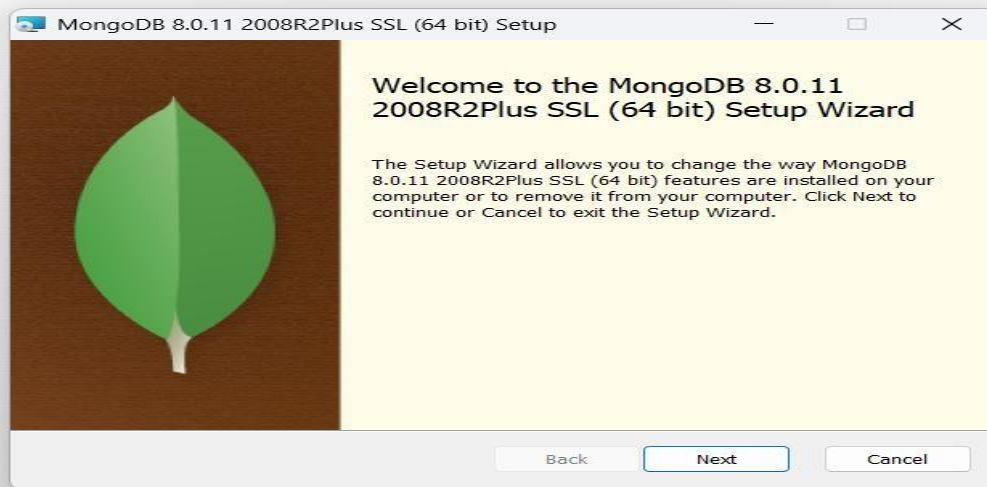 MongoDB 8.0.11 2008R2Plus SSL (64 bit) Setup
Welcome to the MongoDB 8.0.11
2008R2Plus SSL (64 bit) Setup Wizard
The Setup Wizard allows you to change the way MongoDB
8.0.11 2008R2Plus SSL (64 bit) features are installed on your
computer or to remove it from your computer. Click Next to
continue or Cancel to exit the Setup Wizard.
Back Next Cancel